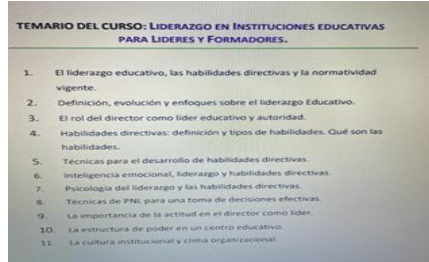 TEMARIO DEL CURSO: LIDERAZGO EN INSTITUCIONES EDUCATIVAS
PARA LIDERES Y FORMADORES.
1. El liderazgo educativo, las habilidades directivas y la normatividad
vigente.
2. Definición, evolución y enfoques sobre el liderazgo Educativo.
3. El rol del director como líder educativo y autoridad.
4. Habilidades directivas: definición y tipos de habilidades. Qué son las
habilidades.
5. Técnicas para el desarrollo de habilidades directivas.
6. Inteligencia emocional, liderazgo y habilidades directivas.
7. Psicología del liderazgo y las habilidades directivas.
8. Técnicas de PNL para una toma de decisiones efectivas.
9. La importancia de la actitud en el director como líder.
10. La estructura de poder en un centro educativo.
11. La cultura institucional y clima organizacional.